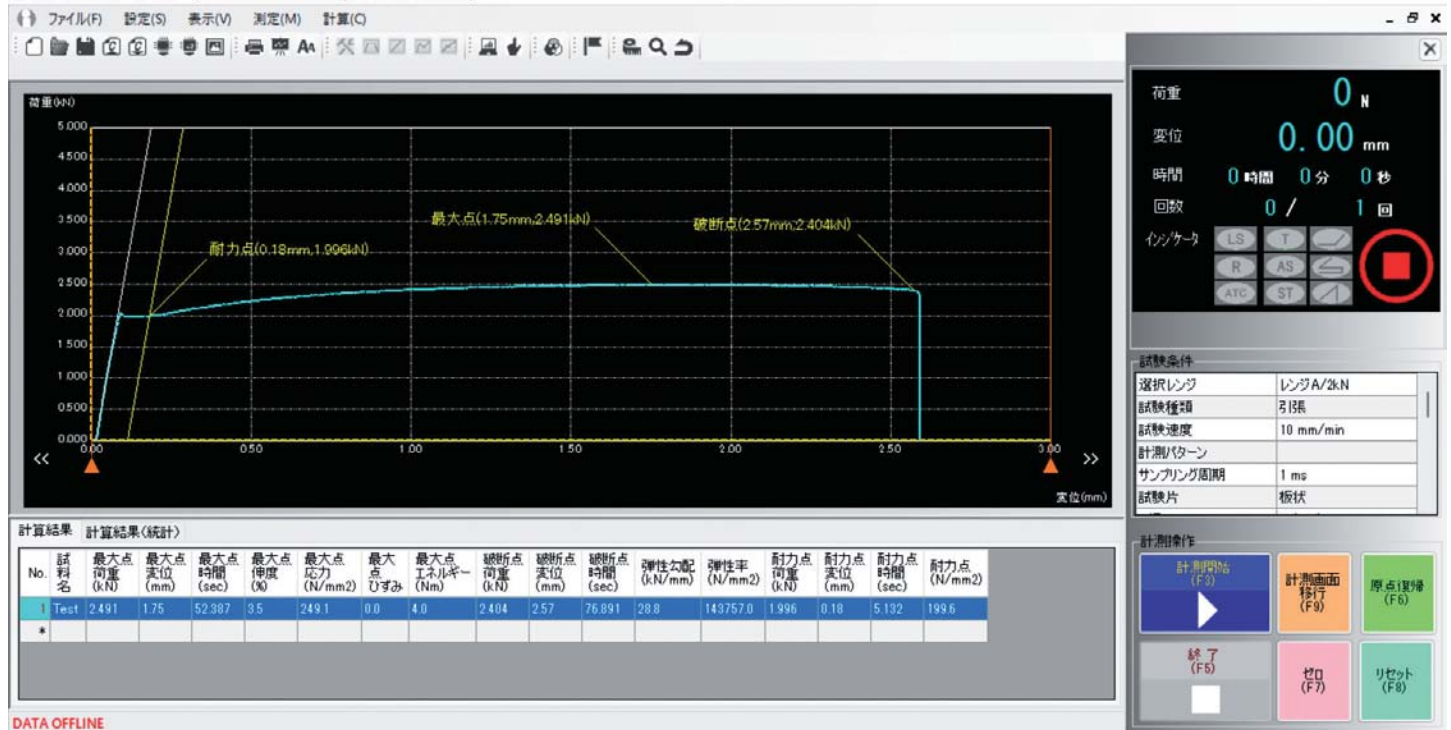 ファイル(F) 設定(S) 表示(V) 測定(M) 計算(C)
荷重(kN)
5.000
4.500
4.000
3.500
3.000
2.500
2.000
1.500
1.000
0.500
0.000
最大点(1.75mm,2.491kN)
破断点(2.57mm,2.404kN)
耐力点(0.18mm,1.996kN)
0.00 0.50 1.00 1.50 2.00 2.50 3.00
変位(mm)
荷重 0 N
変位 0.00 mm
時間 0 時間 0 分 0 秒
回数 0 / 1 回
インジケータ LS T
R AS
ATC ST
試験条件
選択レンジ レンジA/2kN
試験種類 引張
試験速度 10 mm/min
計測パターン
サンプリング周期 1 ms
試験片 板状
計算結果 計算結果(統計)
No. 試料名 最大点荷重(kN) 最大点変位(mm) 最大点時間(sec) 最大点伸度(%) 最大点応力(N/mm2) 最大点ひずみ 最大点エネルギー(Nm) 破断点荷重(kN) 破断点変位(mm) 破断点時間(sec) 弾性勾配(kN/mm) 弾性率(N/mm2) 耐力点荷重(kN) 耐力点変位(mm) 耐力点時間(sec) 耐力点(N/mm2)
1 Test 2.491 1.75 52.387 3.5 249.1 0.0 4.0 2.404 2.57 76.891 28.8 143757.0 1.996 0.18 5.132 199.6
*
計測操作
計測開始
(F3)
計測画面
移行
(F9)
原点復帰
(F6)
終了
(F5)
ゼロ
(F7)
リセット
(F8)
DATA OFFLINE